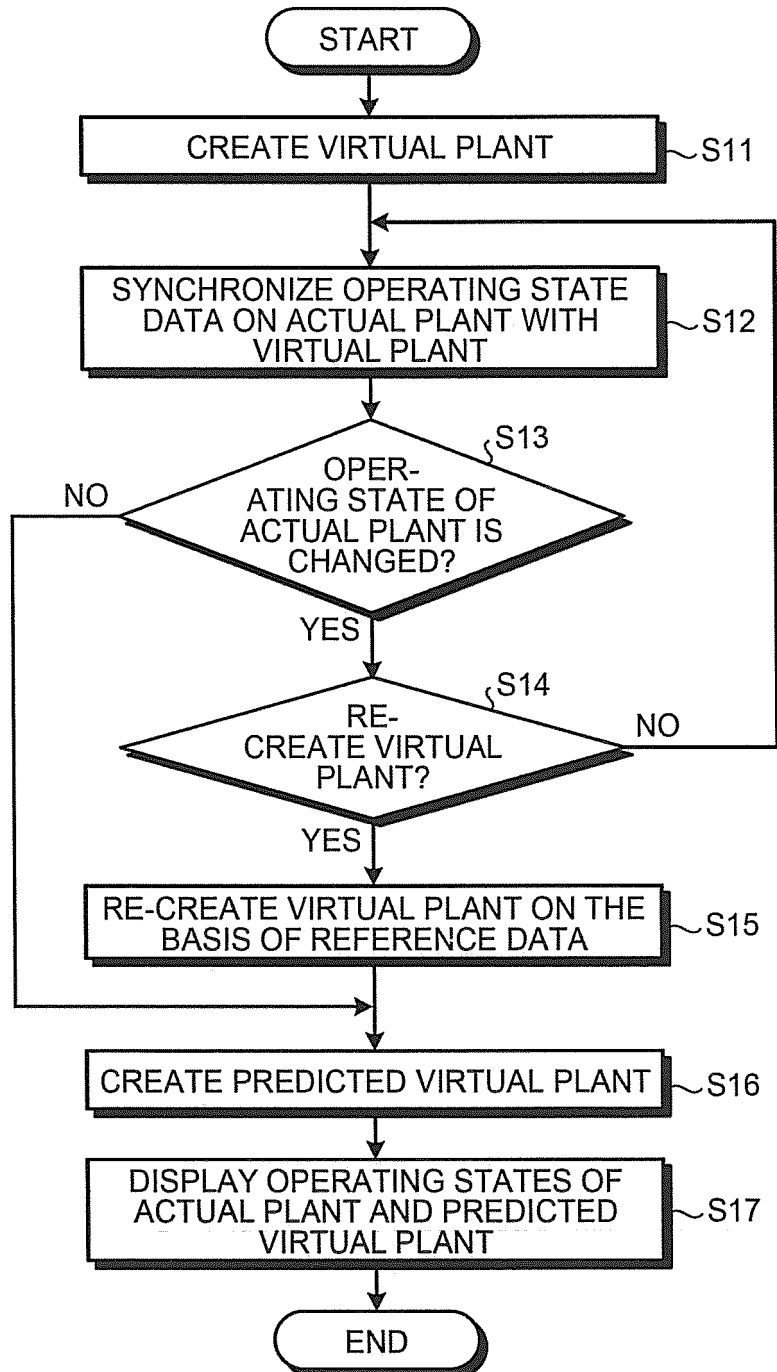 START
CREATE VIRTUAL PLANT
S11
SYNCHRONIZE OPERATING STATE
DATA ON ACTUAL PLANT WITH
VIRTUAL PLANT
S12
S13
OPER-
ATING STATE OF
ACTUAL PLANT IS
CHANGED?
NO
YES
S14
RE-
CREATE VIRTUAL
PLANT?
NO
YES
RE-CREATE VIRTUAL PLANT ON THE
BASIS OF REFERENCE DATA
S15
CREATE PREDICTED VIRTUAL PLANT
S16
DISPLAY OPERATING STATES OF
ACTUAL PLANT AND PREDICTED
VIRTUAL PLANT
S17
END